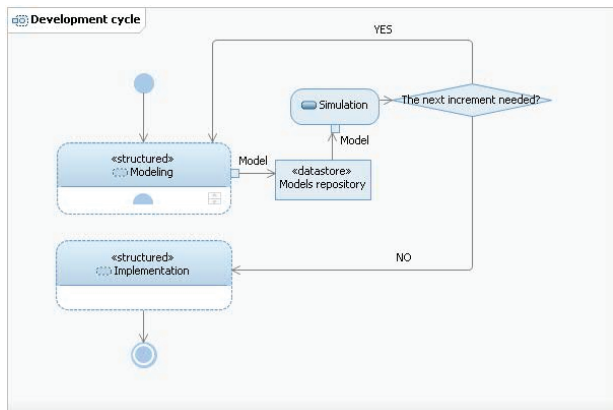 Development cycle
YES
Simulation
The next increment needed?
Model
«structured»
Modeling
Model
«datastore»
Models repository
«structured»
Implementation
NO